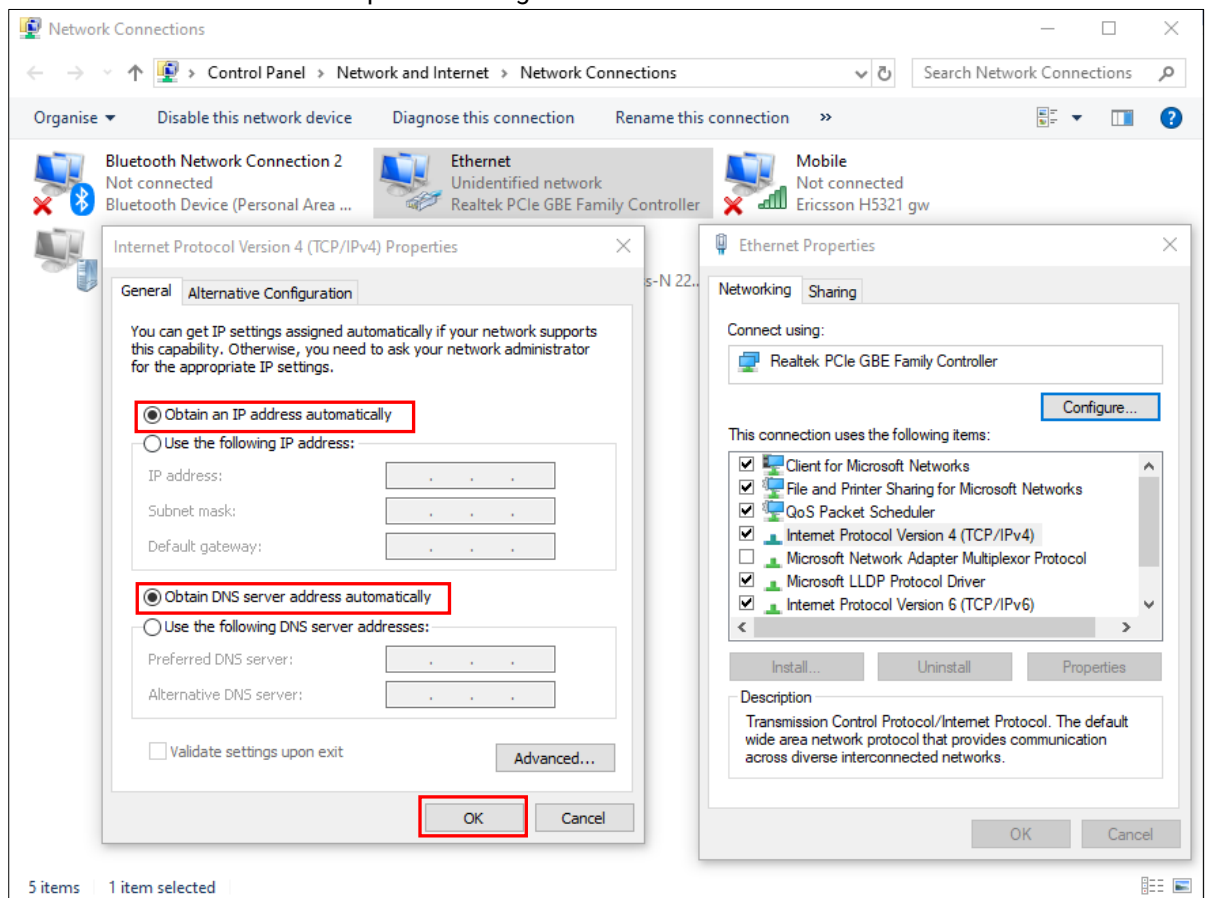 Network Connections
Control Panel > Network and Internet > Network Connections
Search Network Connections
Organise Disable this network device Diagnose this connection Rename this connection »
Bluetooth Network Connection 2
Not connected
Bluetooth Device (Personal Area ...
Ethernet
Unidentified network
Realtek PCIe GBE Family Controller
Mobile
Not connected
Ericsson H5321 gw
s-N 22..
Internet Protocol Version 4 (TCP/IPv4) Properties
General Alternative Configuration
You can get IP settings assigned automatically if your network supports
this capability. Otherwise, you need to ask your network administrator
for the appropriate IP settings.
Obtain an IP address automatically
Use the following IP address:
IP address:
Subnet mask:
Default gateway:
Obtain DNS server address automatically
Use the following DNS server addresses:
Preferred DNS server:
Alternative DNS server:
Validate settings upon exit
Advanced...
OK Cancel
Ethernet Properties
Networking Sharing
Connect using:
Realtek PCIe GBE Family Controller
Configure...
This connection uses the following items:
Client for Microsoft Networks
File and Printer Sharing for Microsoft Networks
QoS Packet Scheduler
Internet Protocol Version 4 (TCP/IPv4)
Microsoft Network Adapter Multiplexor Protocol
Microsoft LLDP Protocol Driver
Internet Protocol Version 6 (TCP/IPv6)
Install... Uninstall Properties
Description
Transmission Control Protocol/Internet Protocol. The default
wide area network protocol that provides communication
across diverse interconnected networks.
OK Cancel
5 items 1 item selected